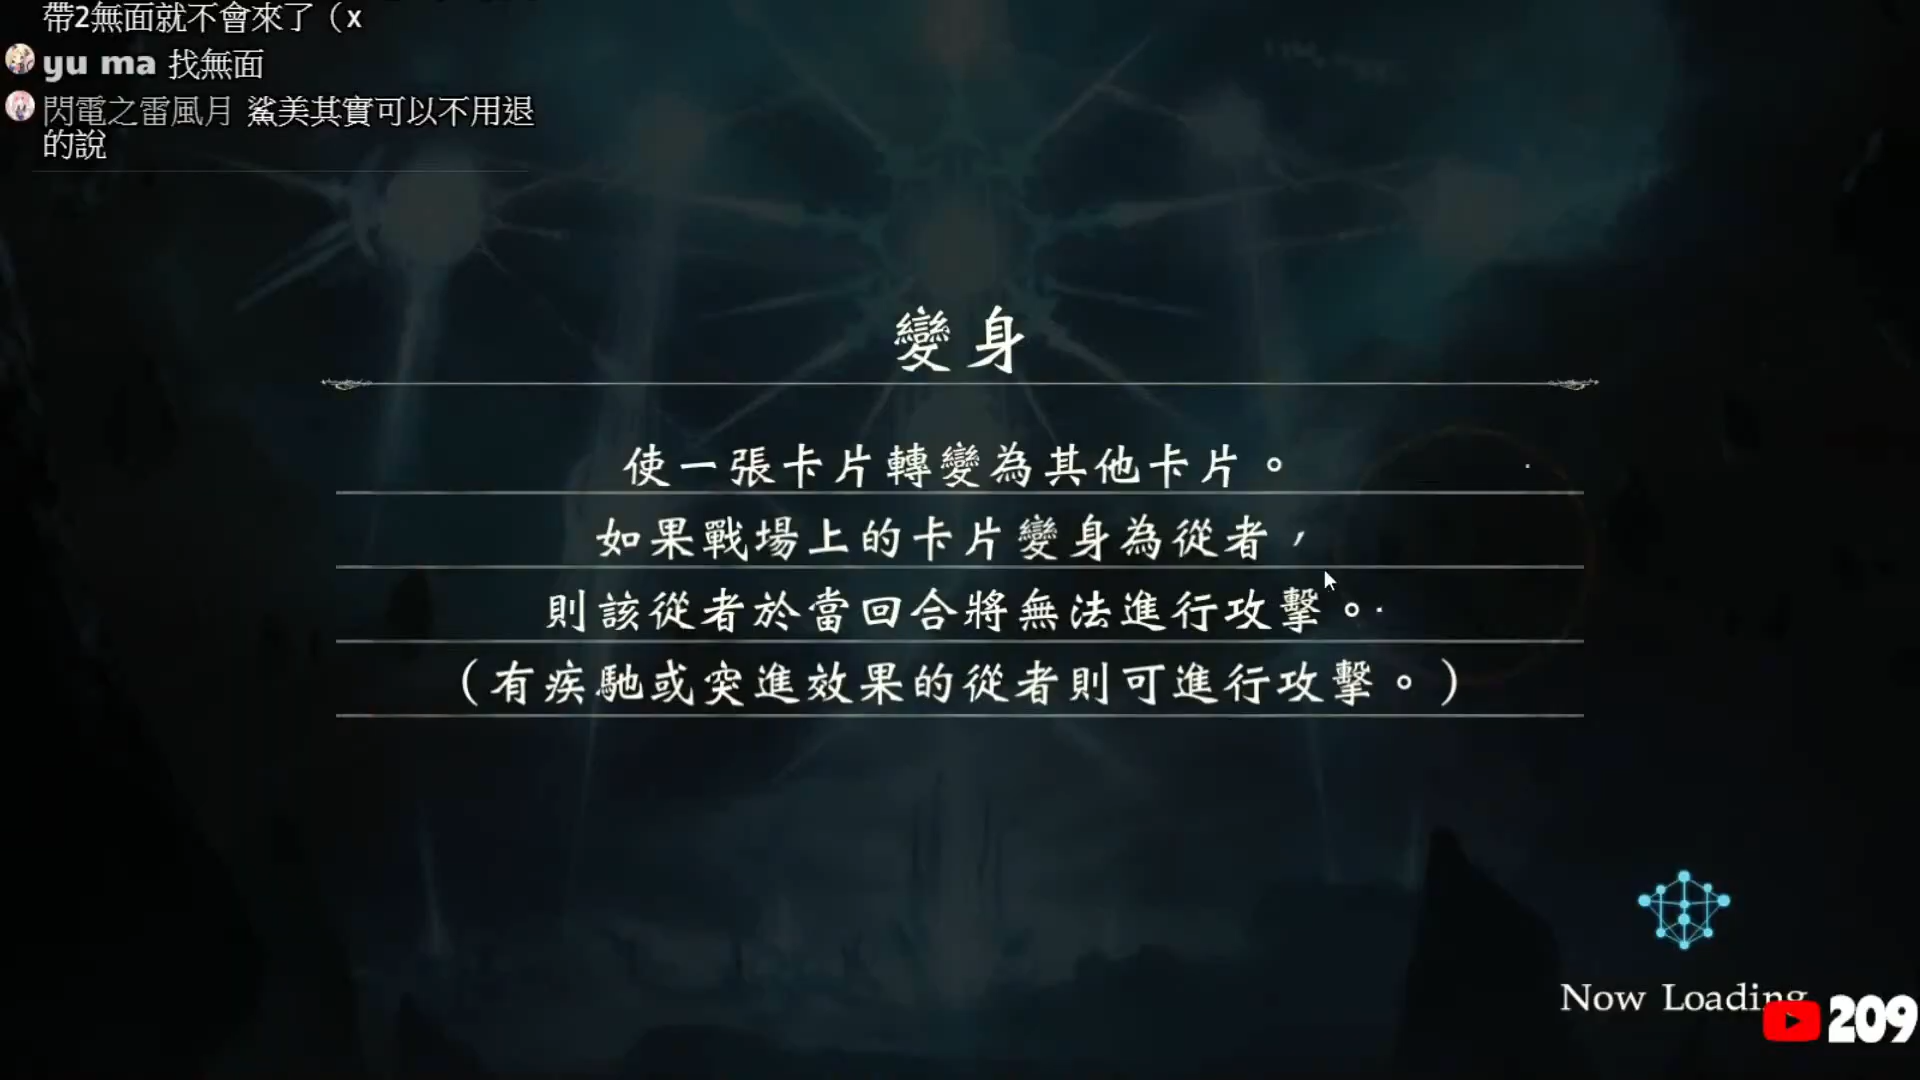 帶2無面就不會來了（x
yu ma 找無面
閃電之雷風月 鯊美其實可以不用退
的說
變身
使一張卡片轉變為其他卡片。
如果戰場上的卡片變身為從者，
則該從者於當回合將無法進行攻擊。
（有疾馳或突進效果的從者則可進行攻擊。）
Now Loading
209